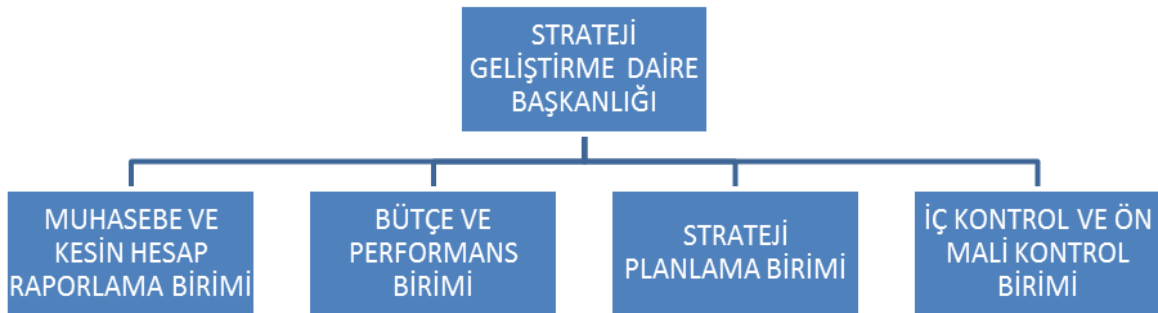 STRATEJİ
GELİŞTİRME DAİRE
BAŞKANLIĞI
MUHASEBE VE
KESİN HESAP
RAPORLAMA BİRİMİ
BÜTÇE VE
PERFORMANS
BİRİMİ
STRATEJİ
PLANLAMA BİRİMİ
İÇ KONTROL VE ÖN
MALİ KONTROL
BİRİMİ